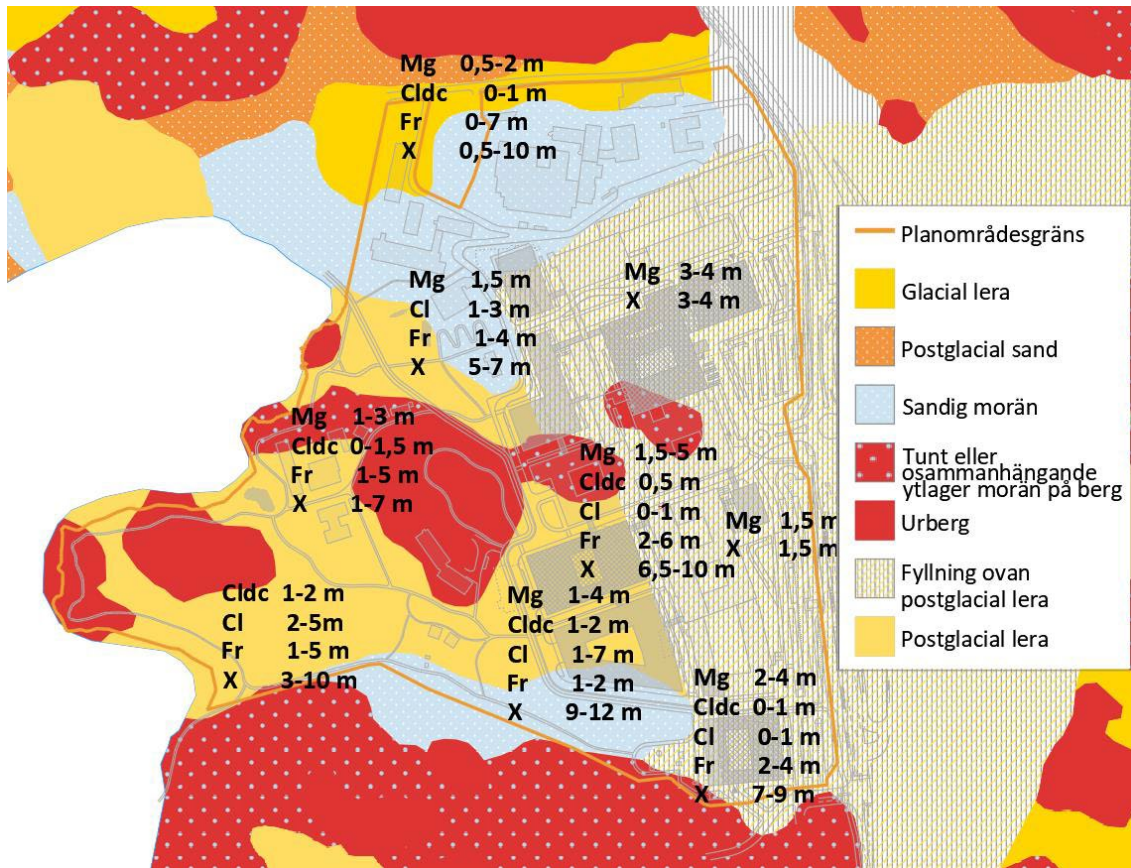 Mg 0,5-2 m
Cldc 0-1 m
Fr 0-7 m
X 0,5-10 m
Mg 1,5 m
Cl 1-3 m
Fr 1-4 m
X 5-7 m
Mg 3-4 m
X 3-4 m
Mg 1-3 m
Cldc 0-1,5 m
Fr 1-5 m
X 1-7 m
Mg 1,5-5 m
Cldc 0,5 m
Cl 0-1 m
Fr 2-6 m
X 6,5-10 m
Mg 1,5 m
X 1,5 m
Cldc 1-2 m
Cl 2-5m
Fr 1-5 m
X 3-10 m
Mg 1-4 m
Cldc 1-2 m
Cl 1-7 m
Fr 1-2 m
X 9-12 m
Mg 2-4 m
Cldc 0-1 m
Cl 0-1 m
Fr 2-4 m
X 7-9 m
Planområdesgräns
Glacial lera
Postglacial sand
Sandig morän
Tunt eller
osammanhängande
ytlager morän på berg
Urberg
Fyllning ovan
postglacial lera
Postglacial lera